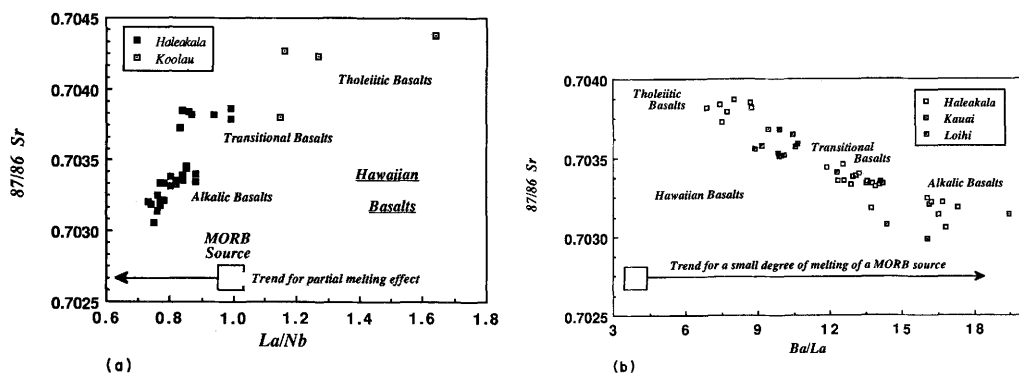 (a)
0.7045
0.7040
0.7035
0.7030
0.7025
87/86 Sr
Haleakala
Koolau
Tholeiitic Basalts
Transitional Basalts
Alkalic Basalts
Hawaiian
Basalts
MORB
Source
Trend for partial melting effect
0.6 0.8 1.0 1.2 1.4 1.6 1.8
La/Nb
0.7040
0.7035
0.7030
0.7025
87/86 Sr
Tholeiitic
Basalts
Haleakala
Kauai
Loihi
Transitional
Basalts
Hawaiian Basalts
Alkalic Basalts
Trend for a small degree of melting of a MORB source
3 6 9 12 15 18
Ba/La
(a)
(b)